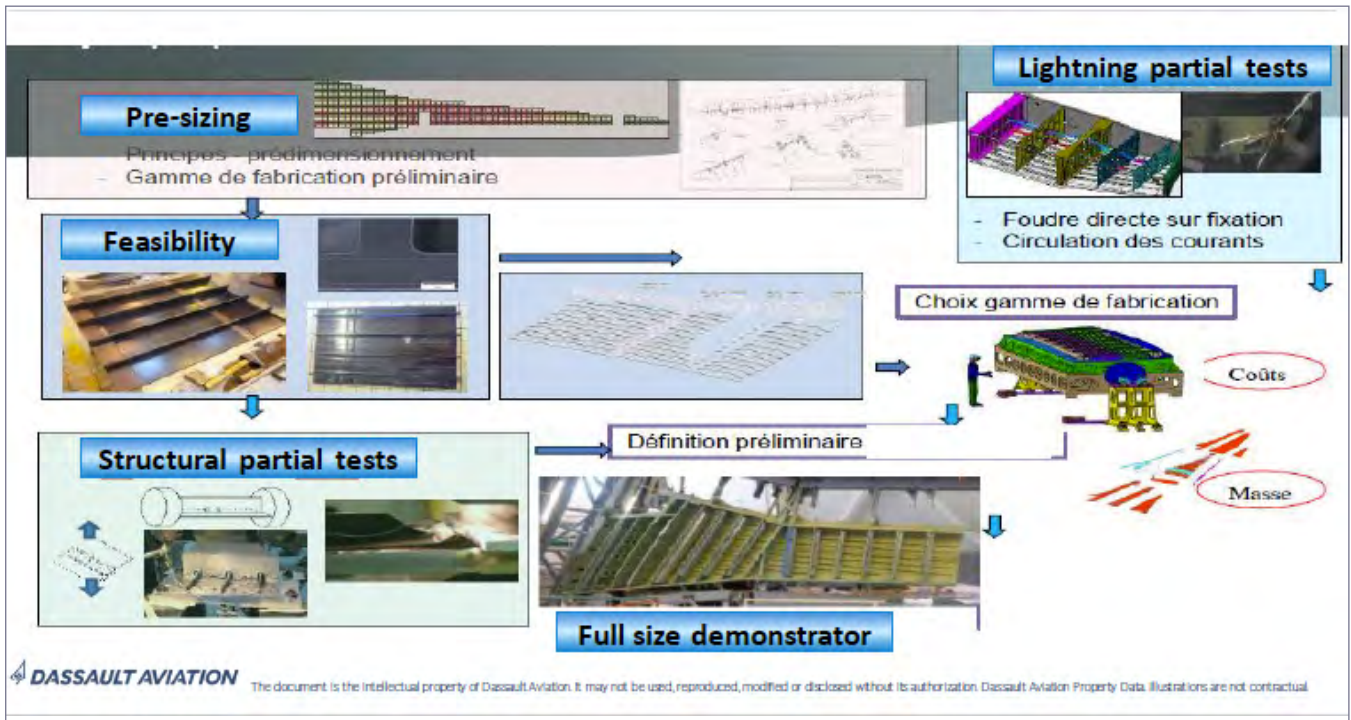 Lightning partial tests
Pre-sizing
- Principes - prédimensionnement
- Gamme de fabrication préliminaire
Feasibility
- Foudre directe sur fixation
- Circulation des courants
Choix gamme de fabrication
Coûts
Structural partial tests
Définition préliminaire
Masse
Full size demonstrator
DASSAULT AVIATION
The document is the intellectual property of Dassault Aviation. It may not be used, reproduced, modified or disclosed without its authorization. Dassault Aviation Property Data. Illustrations are not contractual.